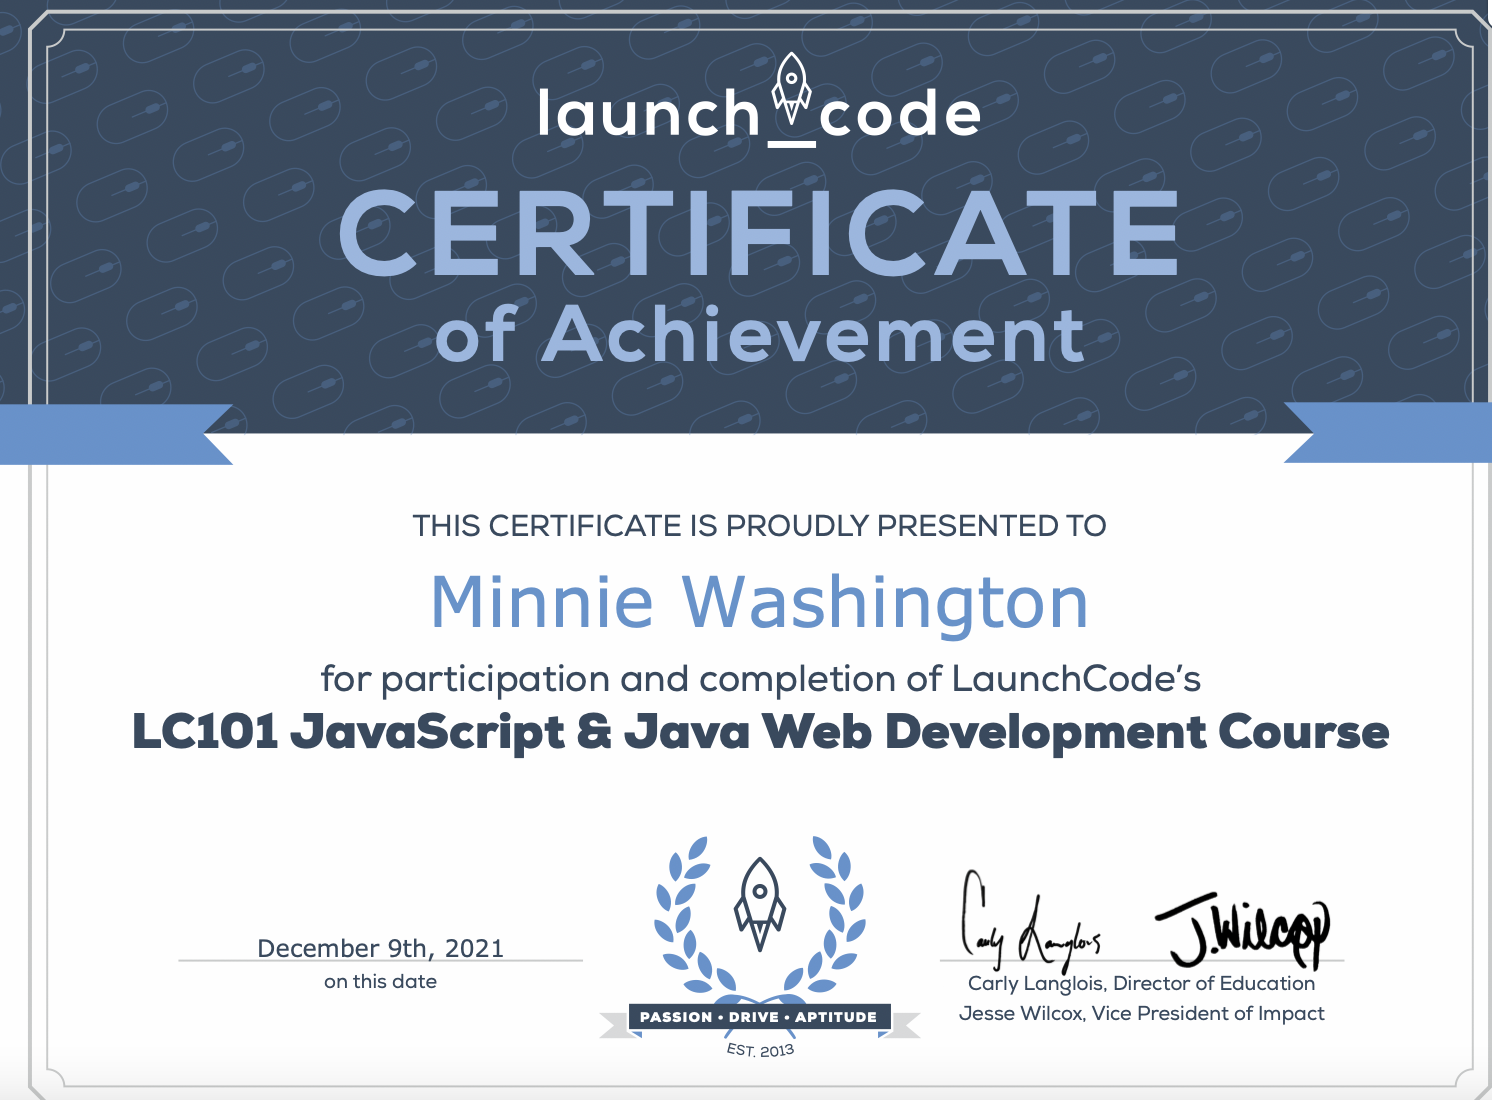 launch_code
CERTIFICATE
of Achievement
THIS CERTIFICATE IS PROUDLY PRESENTED TO
Minnie Washington
for participation and completion of LaunchCode’s
LC101 JavaScript & Java Web Development Course
December 9th, 2021
on this date
PASSION • DRIVE • APTITUDE
EST. 2013
Carly Langlois J. Wilcox
Carly Langlois, Director of Education
Jesse Wilcox, Vice President of Impact